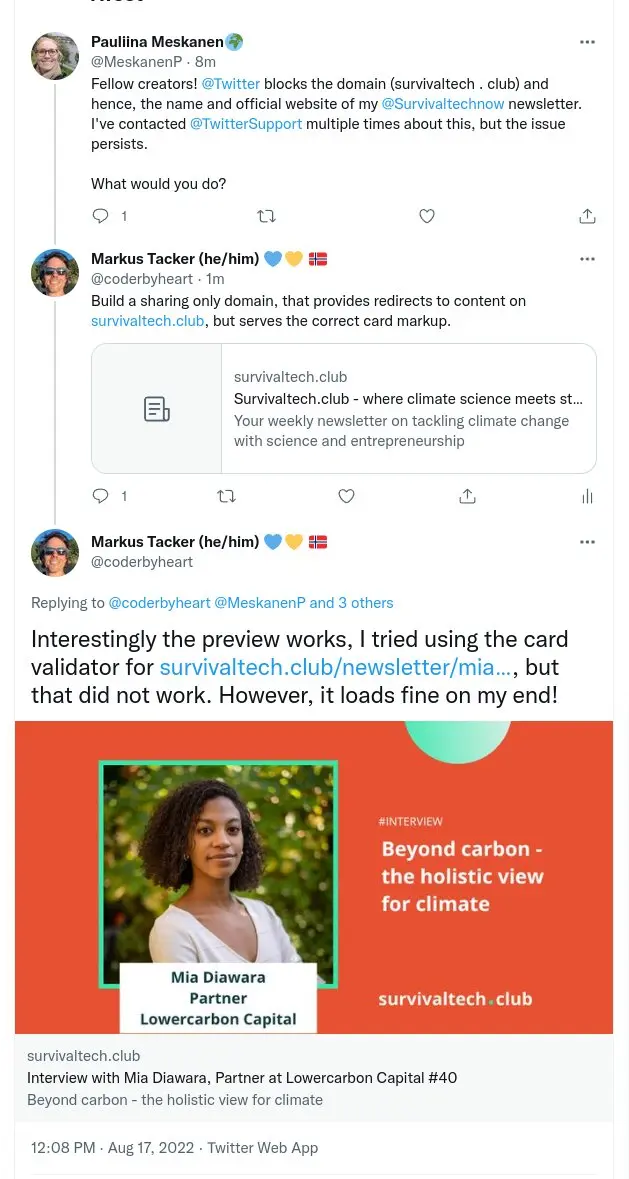 Pauliina Meskanen🌍
@MeskanenP · 8m
Fellow creators! @Twitter blocks the domain (survivaltech . club) and
hence, the name and official website of my @Survivaltechnow newsletter.
I've contacted @TwitterSupport multiple times about this, but the issue
persists.
What would you do?
1
Markus Tacker (he/him) 💙💛🇳🇴
@coderbyheart · 1m
Build a sharing only domain, that provides redirects to content on
survivaltech.club, but serves the correct card markup.
survivaltech.club
Survivaltech.club - where climate science meets st...
Your weekly newsletter on tackling climate change
with science and entrepreneurship
1
Markus Tacker (he/him) 💙💛🇳🇴
@coderbyheart
Replying to @coderbyheart @MeskanenP and 3 others
Interestingly the preview works, I tried using the card
validator for survivaltech.club/newsletter/mia..., but
that did not work. However, it loads fine on my end!
#INTERVIEW
Beyond carbon -
the holistic view
for climate
Mia Diawara
Partner
Lowercarbon Capital
survivaltech.club
survivaltech.club
Interview with Mia Diawara, Partner at Lowercarbon Capital #40
Beyond carbon - the holistic view for climate
12:08 PM · Aug 17, 2022 · Twitter Web App